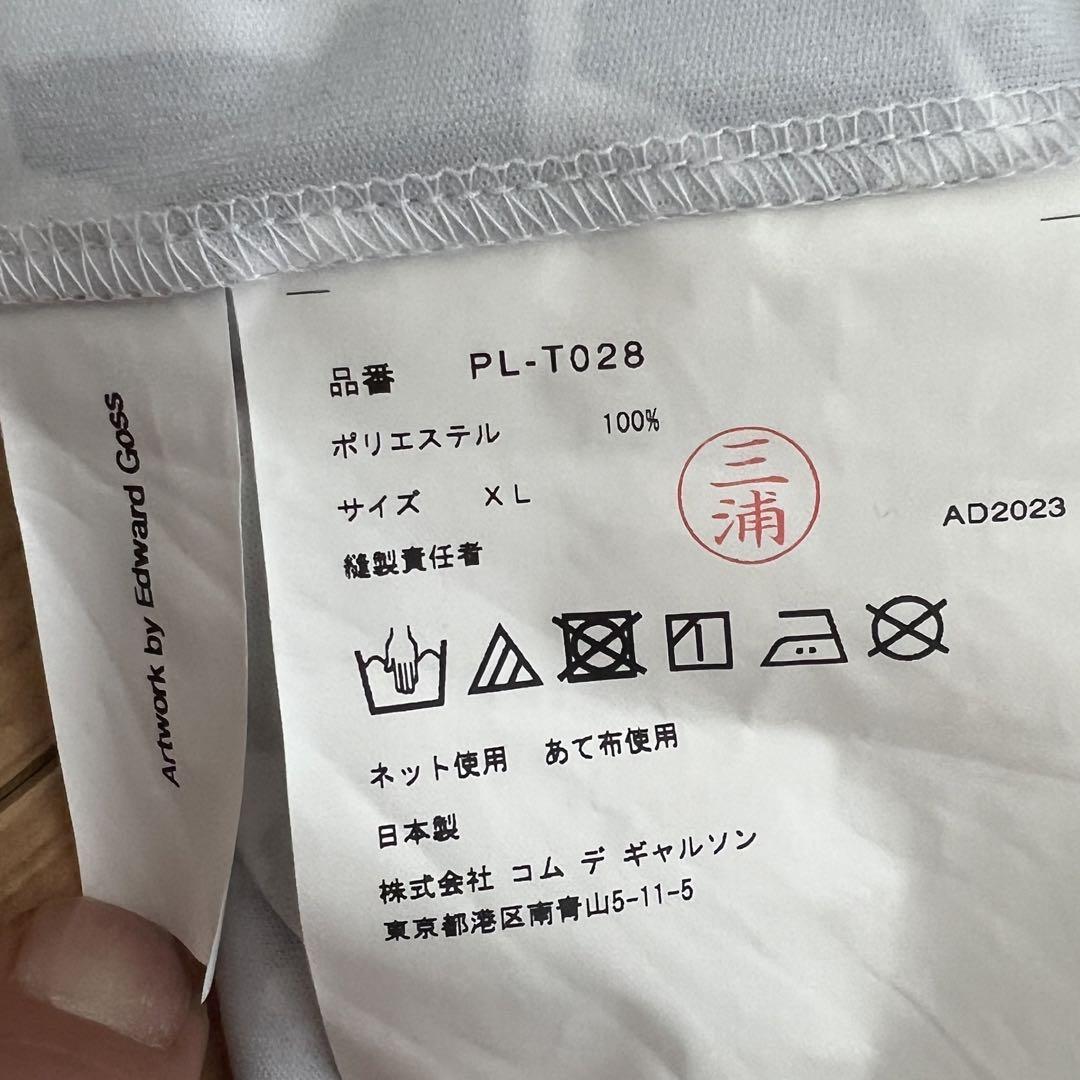 品番 PL-T028
ポリエステル 100%
サイズ XL
縫製責任者
三浦
AD2023
ネット使用 あて布使用
日本製
株式会社 コム デ ギャルソン
東京都港区南青山5-11-5
Artwork by Edward Goss